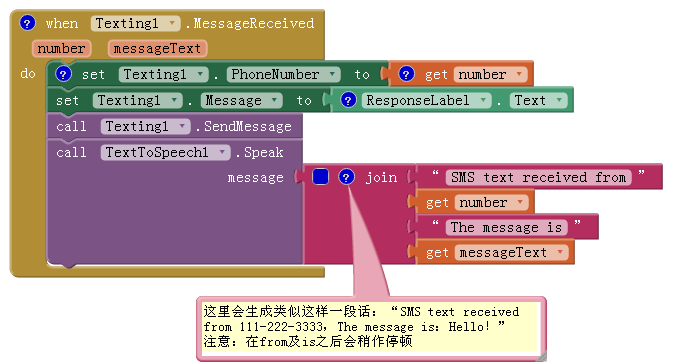 when Texting1 .MessageReceived
number messageText
do set Texting1 . PhoneNumber to get number
set Texting1 . Message to ResponseLabel . Text
call Texting1 .SendMessage
call TextToSpeech1 .Speak
message join “ SMS text received from ”
get number
“ The message is ”
get messageText
这里会生成类似这样一段话：“SMS text received
from 111-222-3333, The message is: Hello!”
注意：在from及is之后会稍作停顿